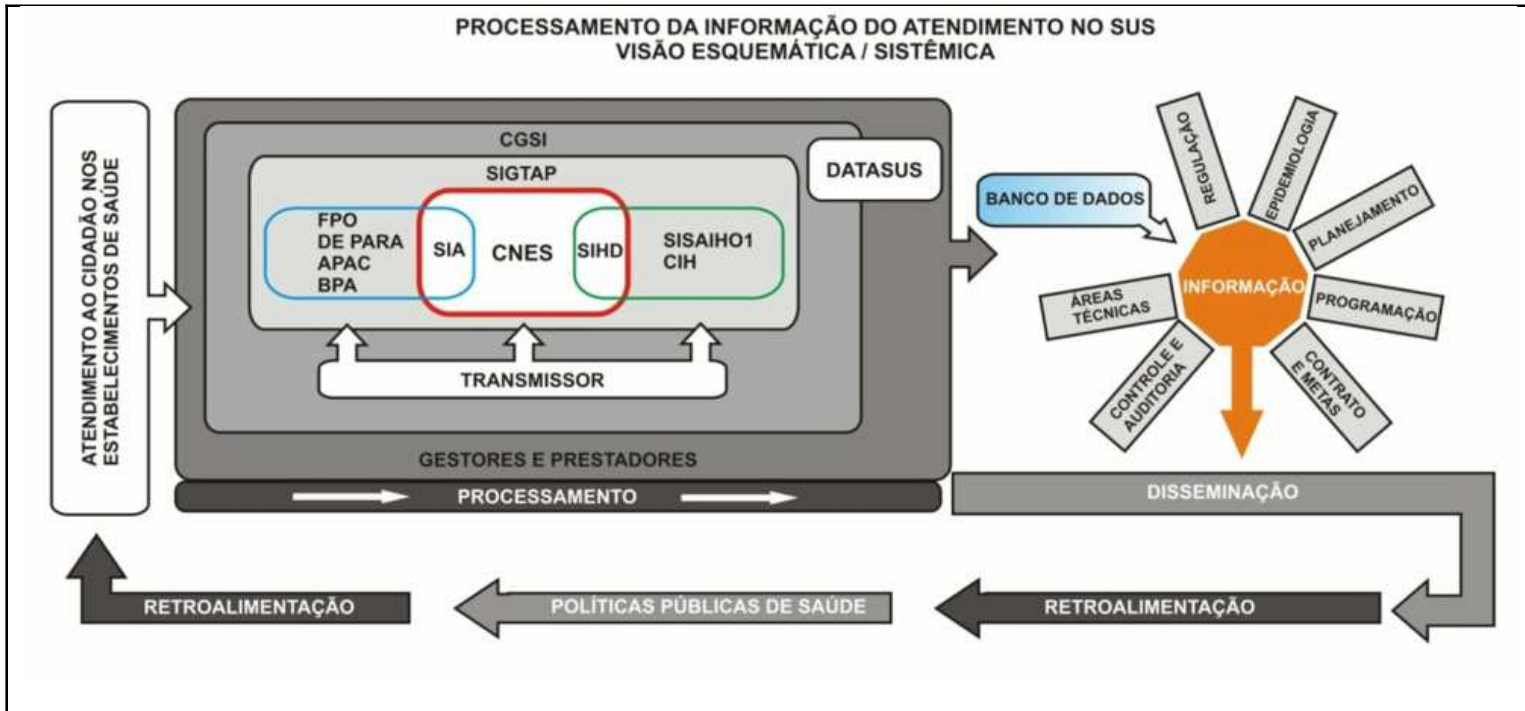 PROCESSAMENTO DA INFORMAÇÃO DO ATENDIMENTO NO SUS
VISÃO ESQUEMÁTICA / SISTÊMICA
ATENDIMENTO AO CIDADÃO NOS
ESTABELECIMENTOS DE SAÚDE
CGSI
SIGTAP
DATASUS
FPO
DE PARA
APAC
BPA
SIA
CNES
SIHD
SISAIHO1
CIH
TRANSMISSOR
GESTORES E PRESTADORES
PROCESSAMENTO
BANCO DE DADOS
REGULAÇÃO
EPIDEMIOLOGIA
PLANEJAMENTO
INFORMAÇÃO
ÁREAS
TÉCNICAS
PROGRAMAÇÃO
CONTROLE E
AUDITORIA
CONTRATO
E METAS
DISSEMINAÇÃO
RETROALIMENTAÇÃO
POLÍTICAS PÚBLICAS DE SAÚDE
RETROALIMENTAÇÃO